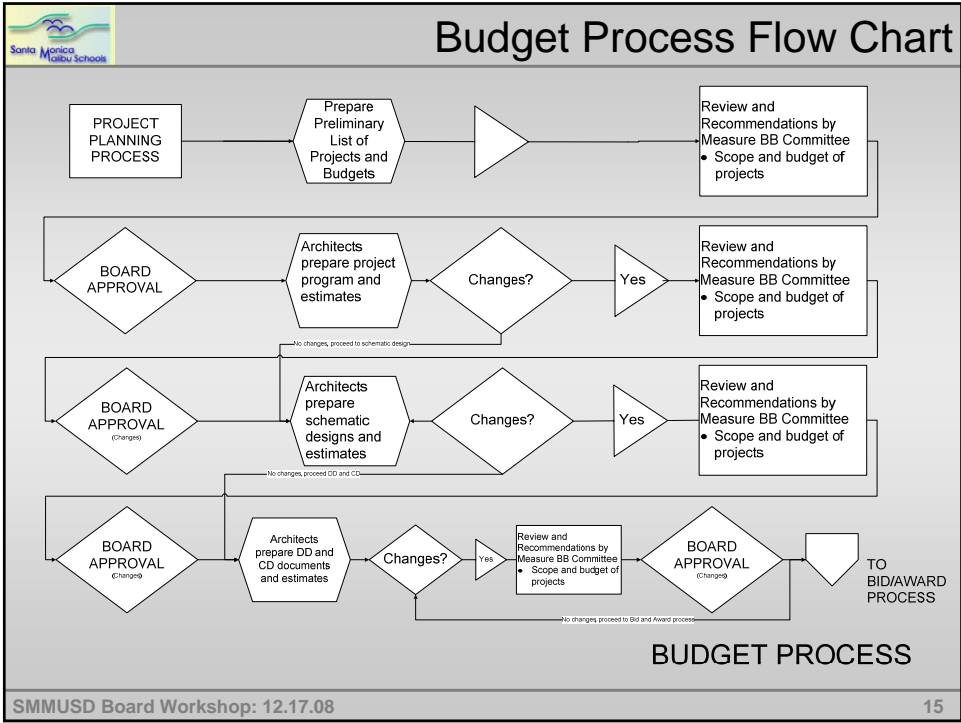 Santa Monica
Malibu Schools
Budget Process Flow Chart
PROJECT
PLANNING
PROCESS
Prepare
Preliminary
List of
Projects and
Budgets
Review and
Recommendations by
Measure BB Committee
• Scope and budget of
projects
BOARD
APPROVAL
Architects
prepare project
program and
estimates
Changes?
Yes
Review and
Recommendations by
Measure BB Committee
• Scope and budget of
projects
No changes, proceed to schematic design
BOARD
APPROVAL
(Changes)
Architects
prepare
schematic
designs and
estimates
Changes?
Yes
Review and
Recommendations by
Measure BB Committee
• Scope and budget of
projects
No changes, proceed DD and CD
BOARD
APPROVAL
(Changes)
Architects
prepare DD and
CD documents
and estimates
Changes?
Yes
Review and
Recommendations by
Measure BB Committee
• Scope and budget of
projects
BOARD
APPROVAL
(Changes)
TO
BID/AWARD
PROCESS
No changes, proceed to Bid and Award process
BUDGET PROCESS
SMMUSD Board Workshop: 12.17.08
15